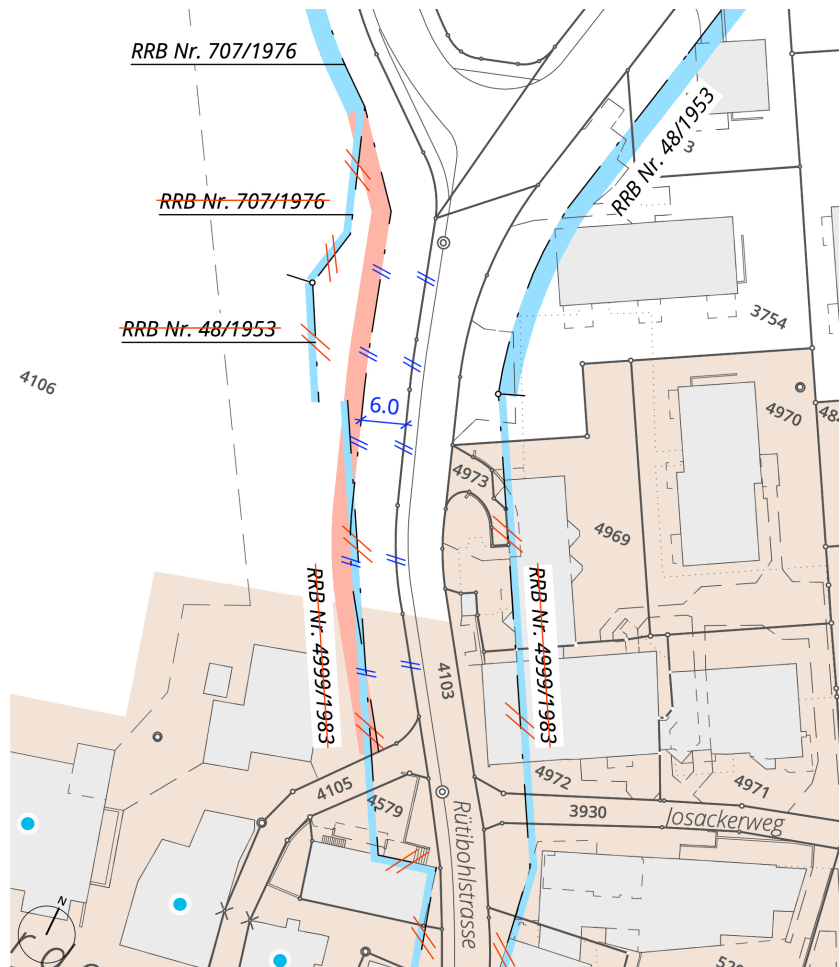 RRB Nr. 707/1976
RRB Nr. 48/1953
3
RRB Nr. 707/1976
3754
RRB Nr. 48/1953
4106
6.0
4970
484
4973
4969
RRB Nr. 4999/1983
RRB Nr. 4999/1983
4103
4972
4971
4105
4579
3930
Josackerweg
Rütibohlstrasse
N